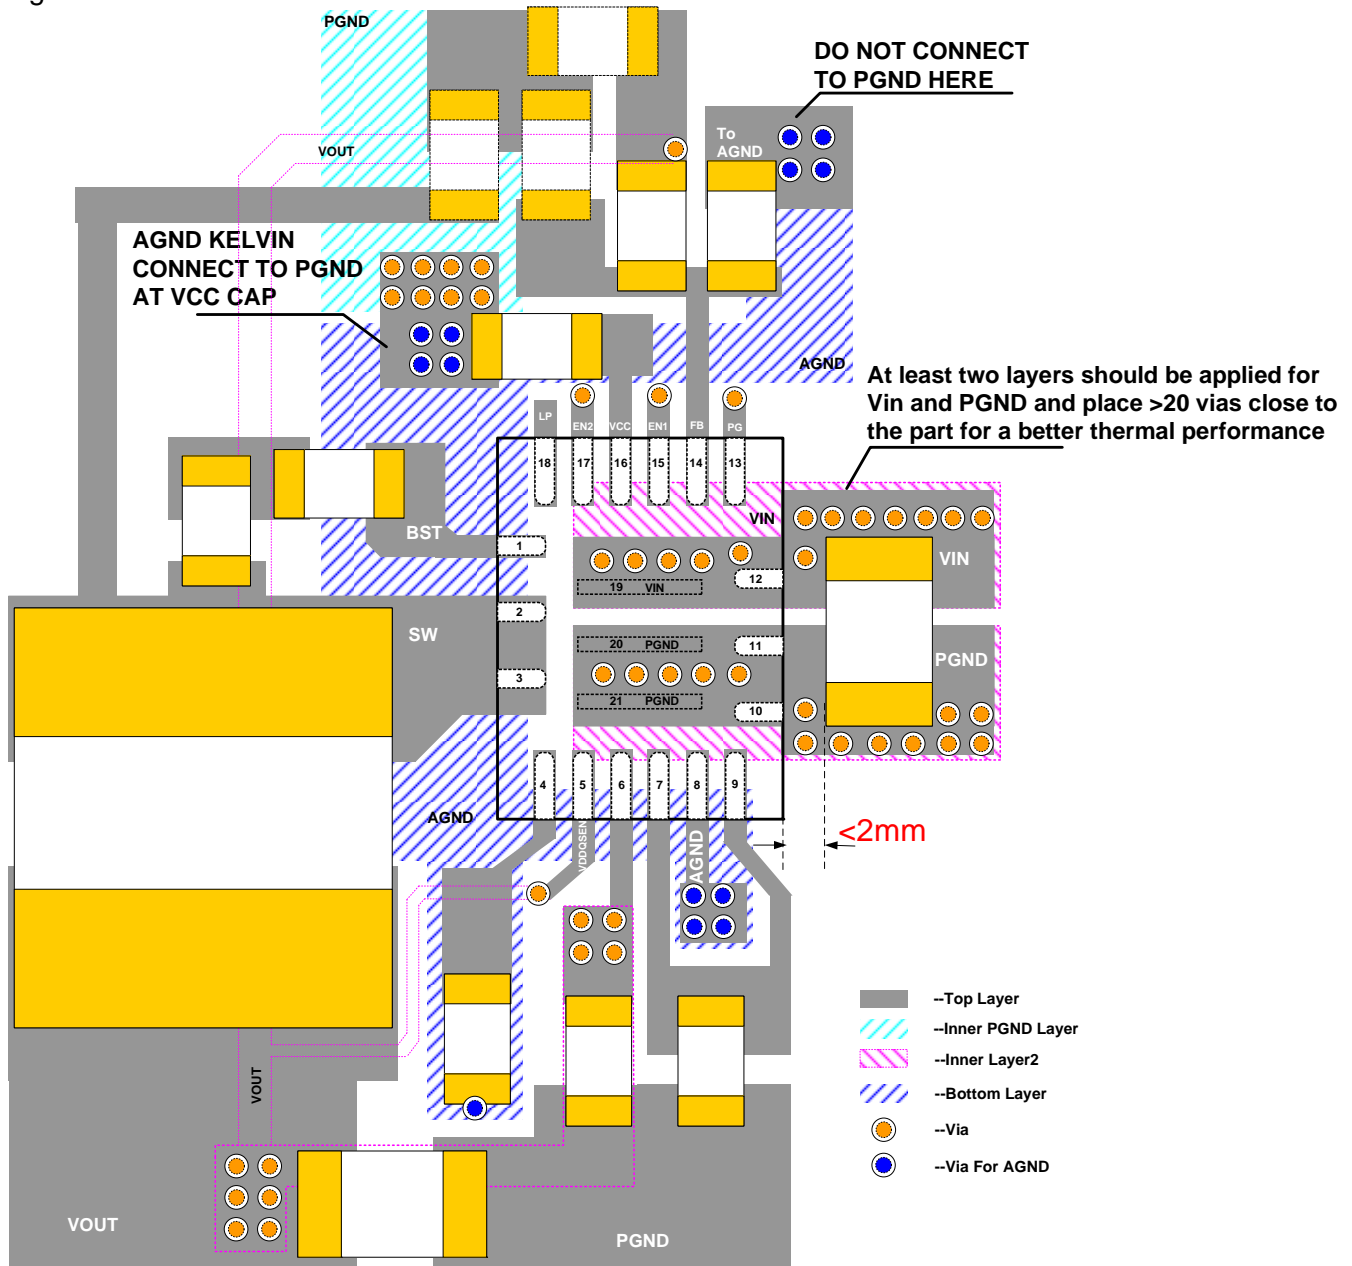 PGND
DO NOT CONNECT
TO PGND HERE
To
AGND
VOUT
AGND KELVIN
CONNECT TO PGND
AT VCC CAP
AGND
At least two layers should be applied for
Vin and PGND and place >20 vias close to
the part for a better thermal performance
LP
EN2
VCC
EN1
FB
PG
18
17
16
15
14
13
VIN
BST
1
VIN
12
19 VIN
2
SW
20 PGND
11
PGND
3
21 PGND
10
4
5
6
7
8
9
AGND
VDDQSEN
AGND
<2mm
--Top Layer
--Inner PGND Layer
--Inner Layer2
--Bottom Layer
--Via
--Via For AGND
VOUT
VOUT
PGND